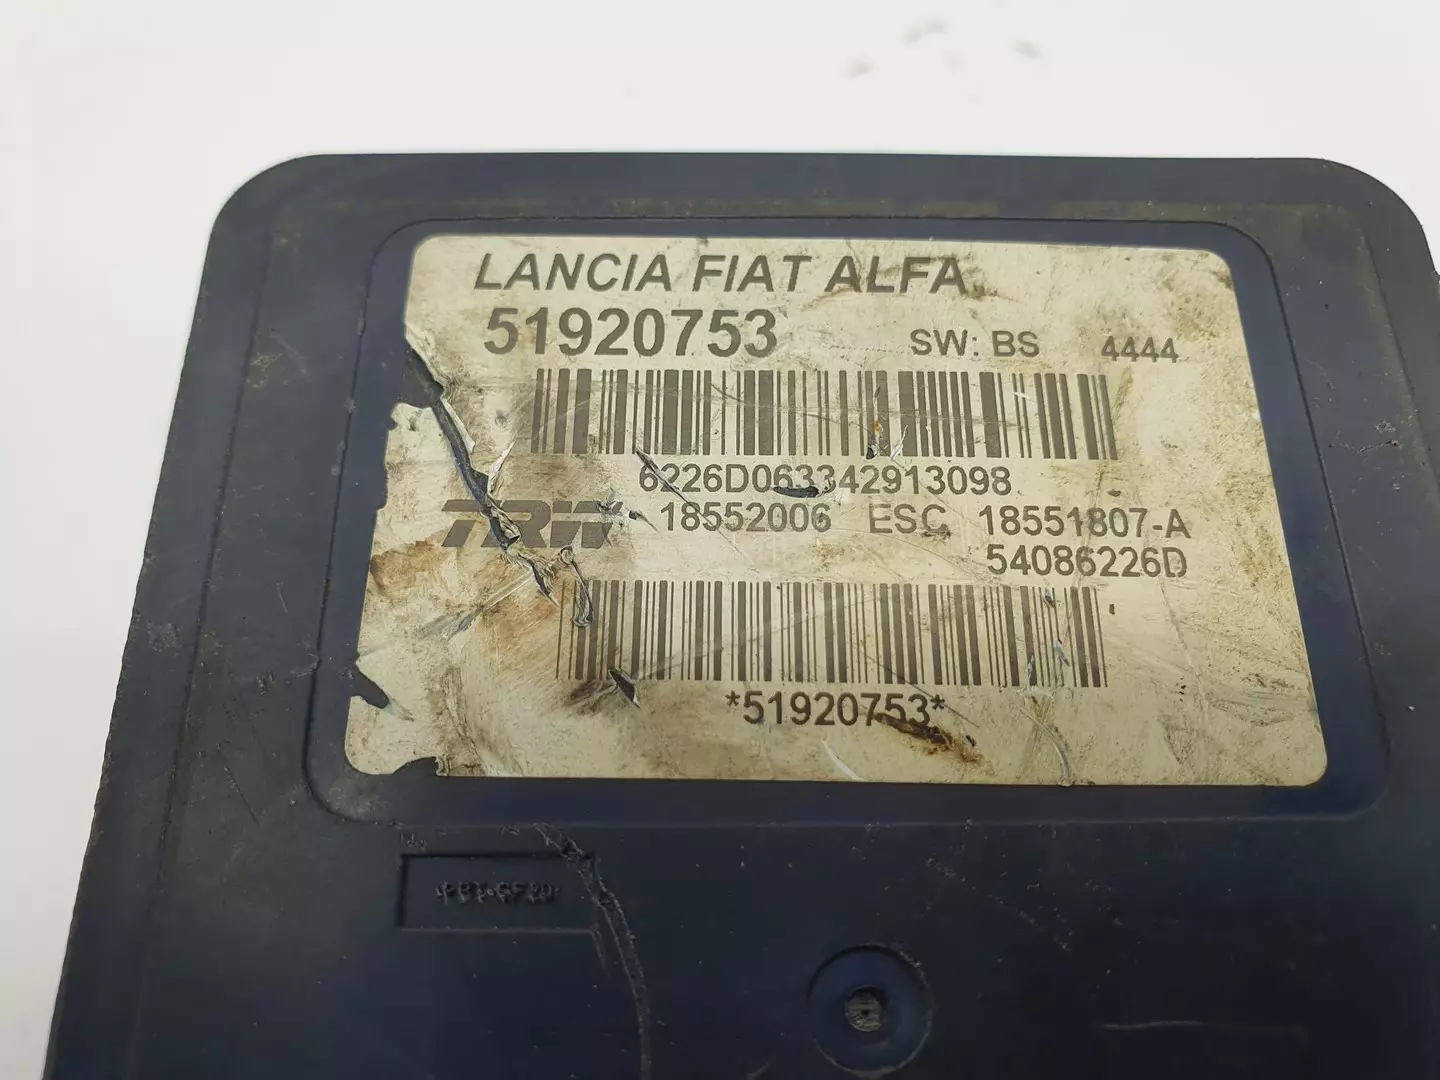 LANCIA FIAT ALFA
51920753 SW: BS 4444
6226D063342913098
TRW 18552006 ESC 18551807-A
54086226D
*51920753*